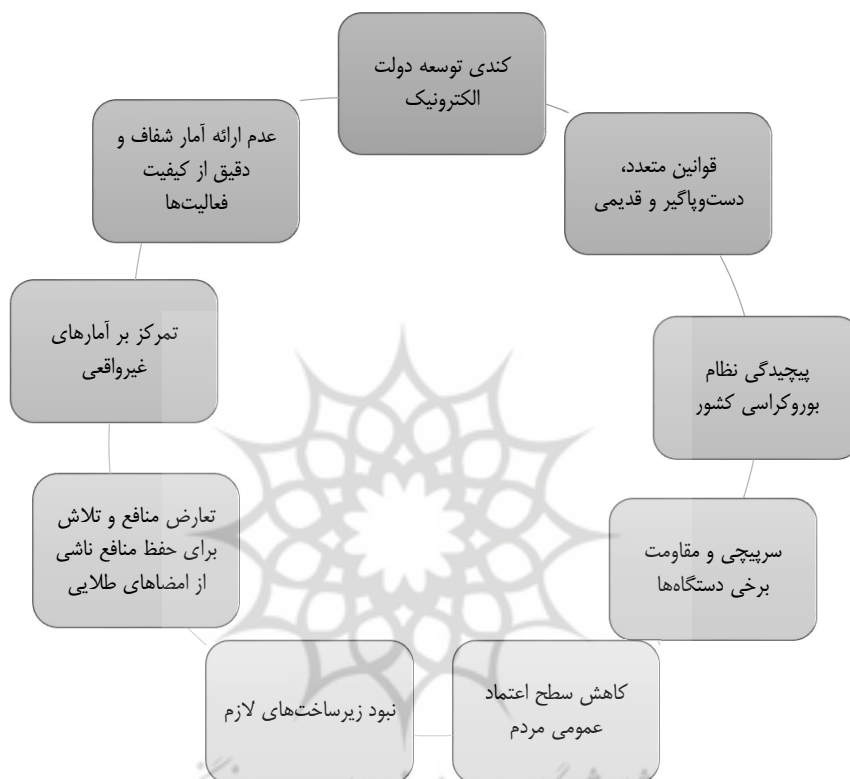 کندی توسعه دولت
الکترونیک
قوانین متعدد،
دست‌وپاگیر و قدیمی
پیچیدگی نظام
بوروکراسی کشور
سرپیچی و مقاومت
برخی دستگاه‌ها
کاهش سطح اعتماد
عمومی مردم
نبود زیرساخت‌های لازم
تعارض منافع و تلاش
برای حفظ منافع ناشی
از امضاهای طلایی
تمرکز بر آمارهای
غیرواقعی
عدم ارائه آمار شفاف و
دقیق از کیفیت
فعالیت‌ها